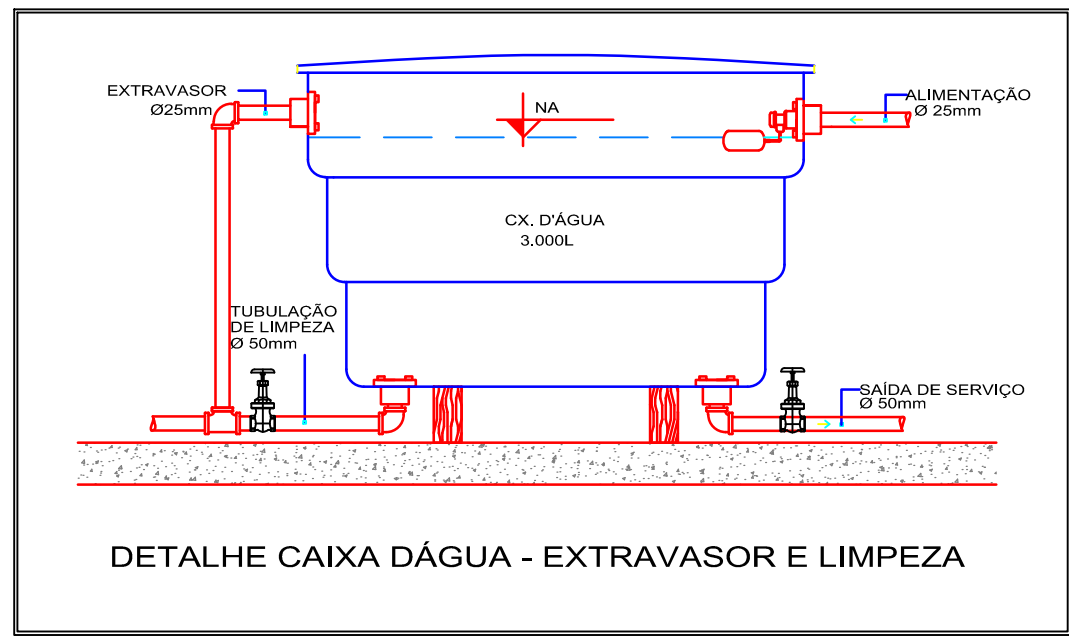 EXTRAVASOR
Ø25mm
NA
ALIMENTAÇÃO
Ø 25mm
CX. D'ÁGUA
3.000L
TUBULAÇÃO
DE LIMPEZA
Ø 50mm
SAÍDA DE SERVIÇO
Ø 50mm
DETALHE CAIXA DÁGUA - EXTRAVASOR E LIMPEZA